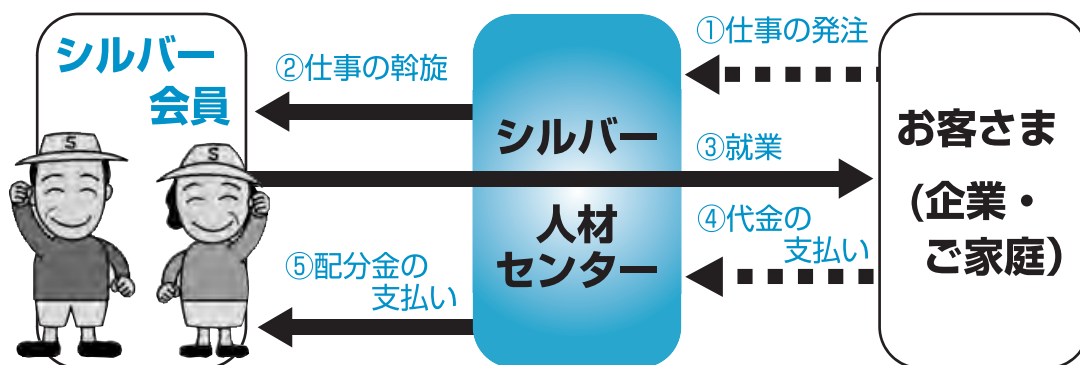 シルバー
会員
S
S
②仕事の斡旋
⑤配分金の
支払い
シルバー
人材
センター
①仕事の発注
③就業
④代金の
支払い
お客さま
(企業・
ご家庭)